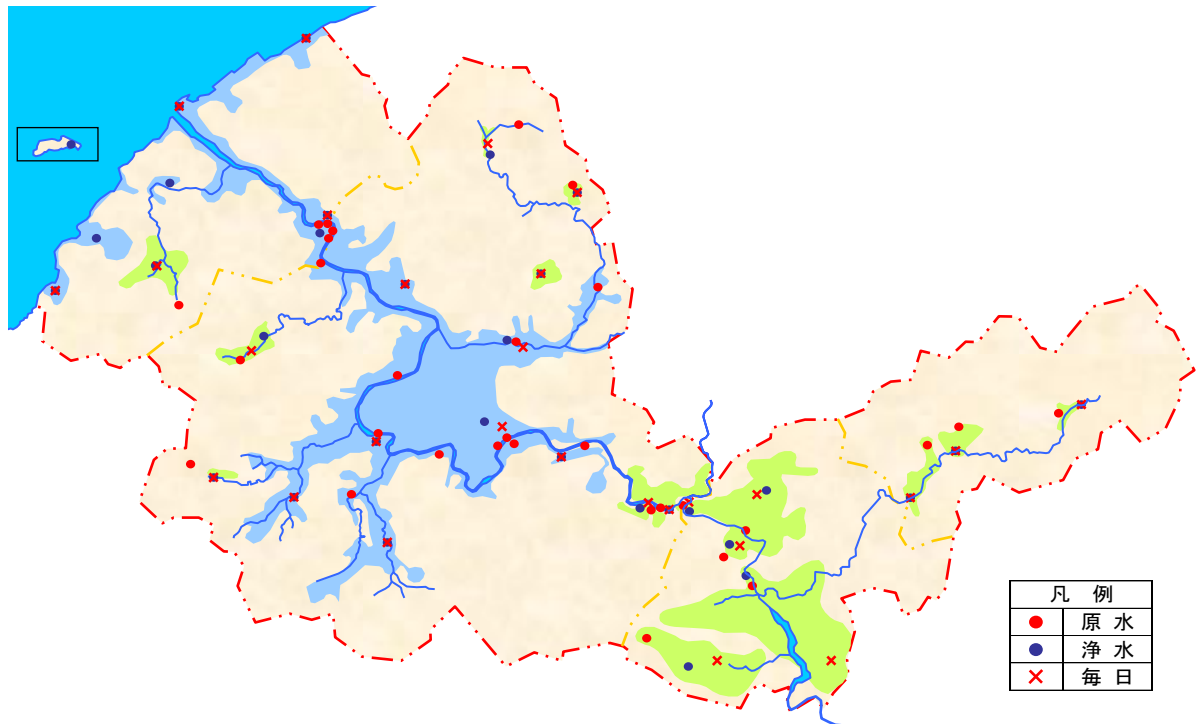 凡 例
原 水
浄 水
毎 日